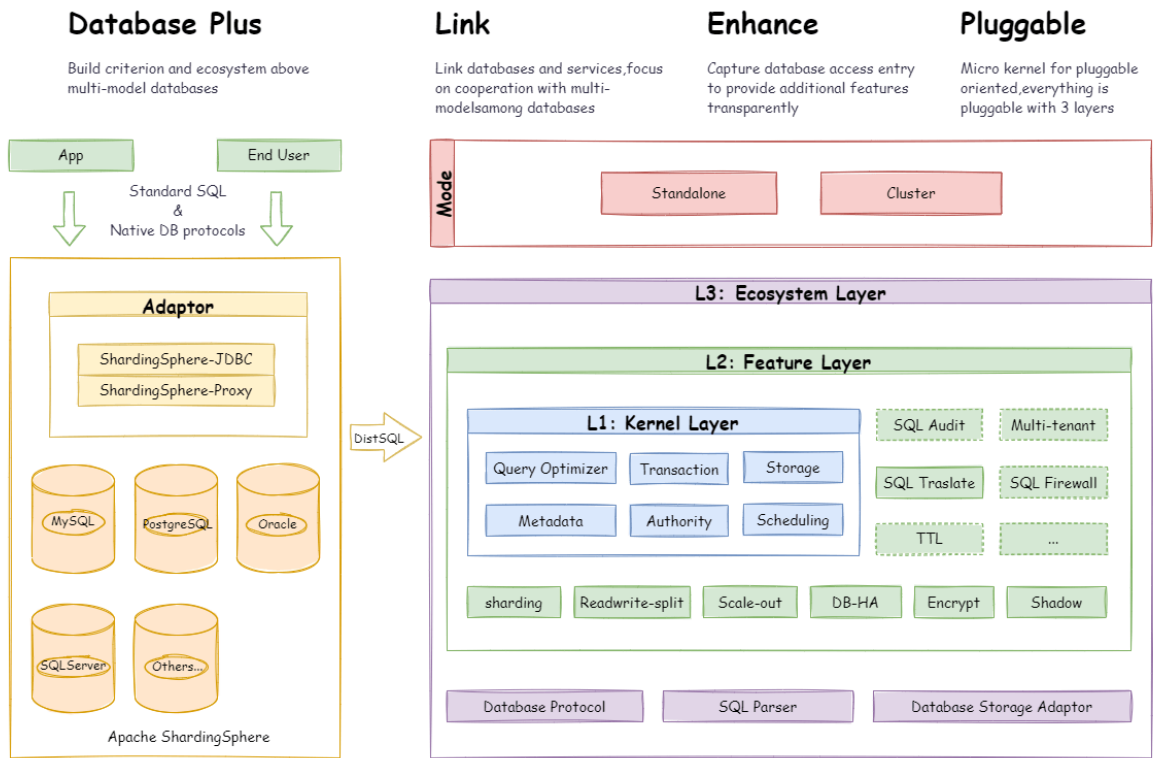 Database Plus
Build criterion and ecosystem above
multi-model databases
Link
Link databases and services,focus
on cooperation with multi-
modelsamong databases
Enhance
Capture database access entry
to provide additional features
transparently
Pluggable
Micro kernel for pluggable
oriented,everything is
pluggable with 3 layers
App
End User
Standard SQL
&
Native DB protocols
Adaptor
ShardingSphere-JDBC
ShardingSphere-Proxy
MySQL
PostgreSQL
Oracle
SQLServer
Others...
Apache ShardingSphere
DistSQL
Mode
Standalone
Cluster
L3: Ecosystem Layer
L2: Feature Layer
L1: Kernel Layer
Query Optimizer
Transaction
Storage
Metadata
Authority
Scheduling
SQL Audit
Multi-tenant
SQL Traslate
SQL Firewall
TTL
...
sharding
Readwrite-split
Scale-out
DB-HA
Encrypt
Shadow
Database Protocol
SQL Parser
Database Storage Adaptor